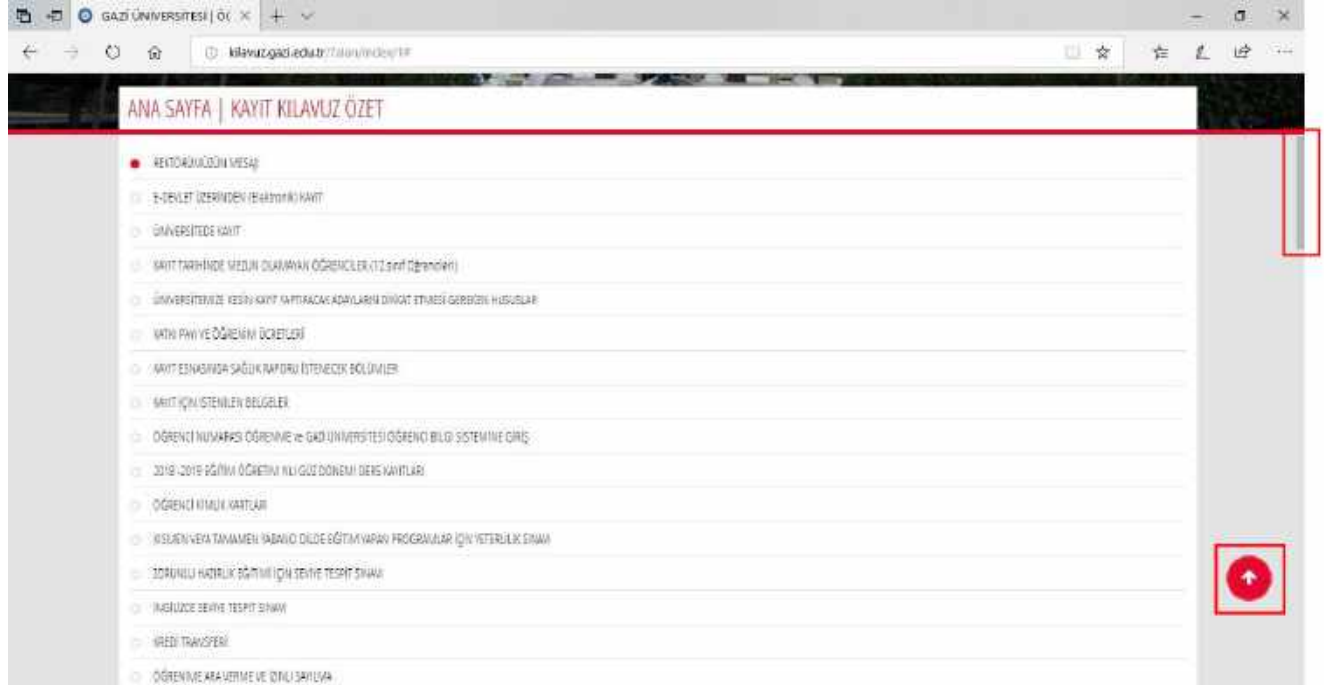 GAZİ ÜNİVERSİTESİ | ÖĞ
kilavuz.gazi.edu.tr/?alan/index/1#
ANA SAYFA | KAYIT KILAVUZ ÖZET
REKTÖRÜMÜZÜN MESAJI
E-DEVLET ÜZERİNDEN (Elektronik) KAYIT
ÜNİVERSİTEDE KAYIT
KAYIT TARİHİNDE MEZUN OLAMAYAN ÖĞRENCİLER (12.sınıf Öğrencileri)
ÜNİVERSİTEMİZE KESİN KAYIT YAPTIRACAK ADAYLARIN DİKKAT ETMESİ GEREKEN HUSUSLAR
KATKI PAYI VE ÖĞRENİM ÜCRETLERİ
KAYIT ESNASINDA SAĞLIK RAPORU İSTENECEK BÖLÜMLER
KAYIT İÇİN İSTENİLEN BELGELER
ÖĞRENCİ NUMARASI ÖĞRENME ve GAZİ ÜNİVERSİTESİ ÖĞRENCİ BİLGİ SİSTEMİNE GİRİŞ
2018 -2019 EĞİTİM ÖĞRETİM YILI GÜZ DÖNEMİ DERS KAYITLARI
ÖĞRENCİ KİMLİK KARTLARI
KISMEN VEYA TAMAMEN YABANCI DİLDE EĞİTİM YAPAN PROGRAMLAR İÇİN YETERLİLİK SINAVI
ZORUNLU HAZIRLIK EĞİTİMİ İÇİN SEVİYE TESPİT SINAVI
İNGİLİZCE SEVİYE TESPİT SINAVI
KREDİ TRANSFERİ
ÖĞRENİME ARA VERME VE İZİNLİ SAYILMA